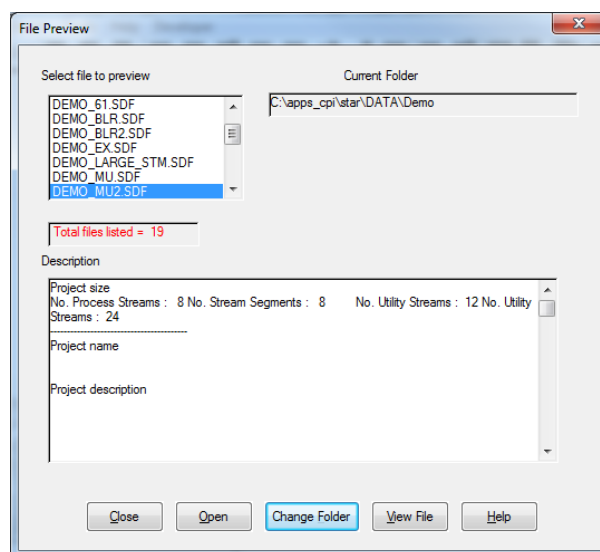 File Preview
Select file to preview
Current Folder
DEMO_61.SDF
DEMO_BLR.SDF
DEMO_BLR2.SDF
DEMO_EX.SDF
DEMO_LARGE_STM.SDF
DEMO_MU.SDF
DEMO_MU2.SDF
C:\apps_cpi\star\DATA\Demo
Total files listed = 19
Description
Project size
No. Process Streams : 8 No. Stream Segments : 8 No. Utility Streams : 12 No. Utility
Streams : 24
----------------------------------------
Project name
Project description
Close Open Change Folder View File Help